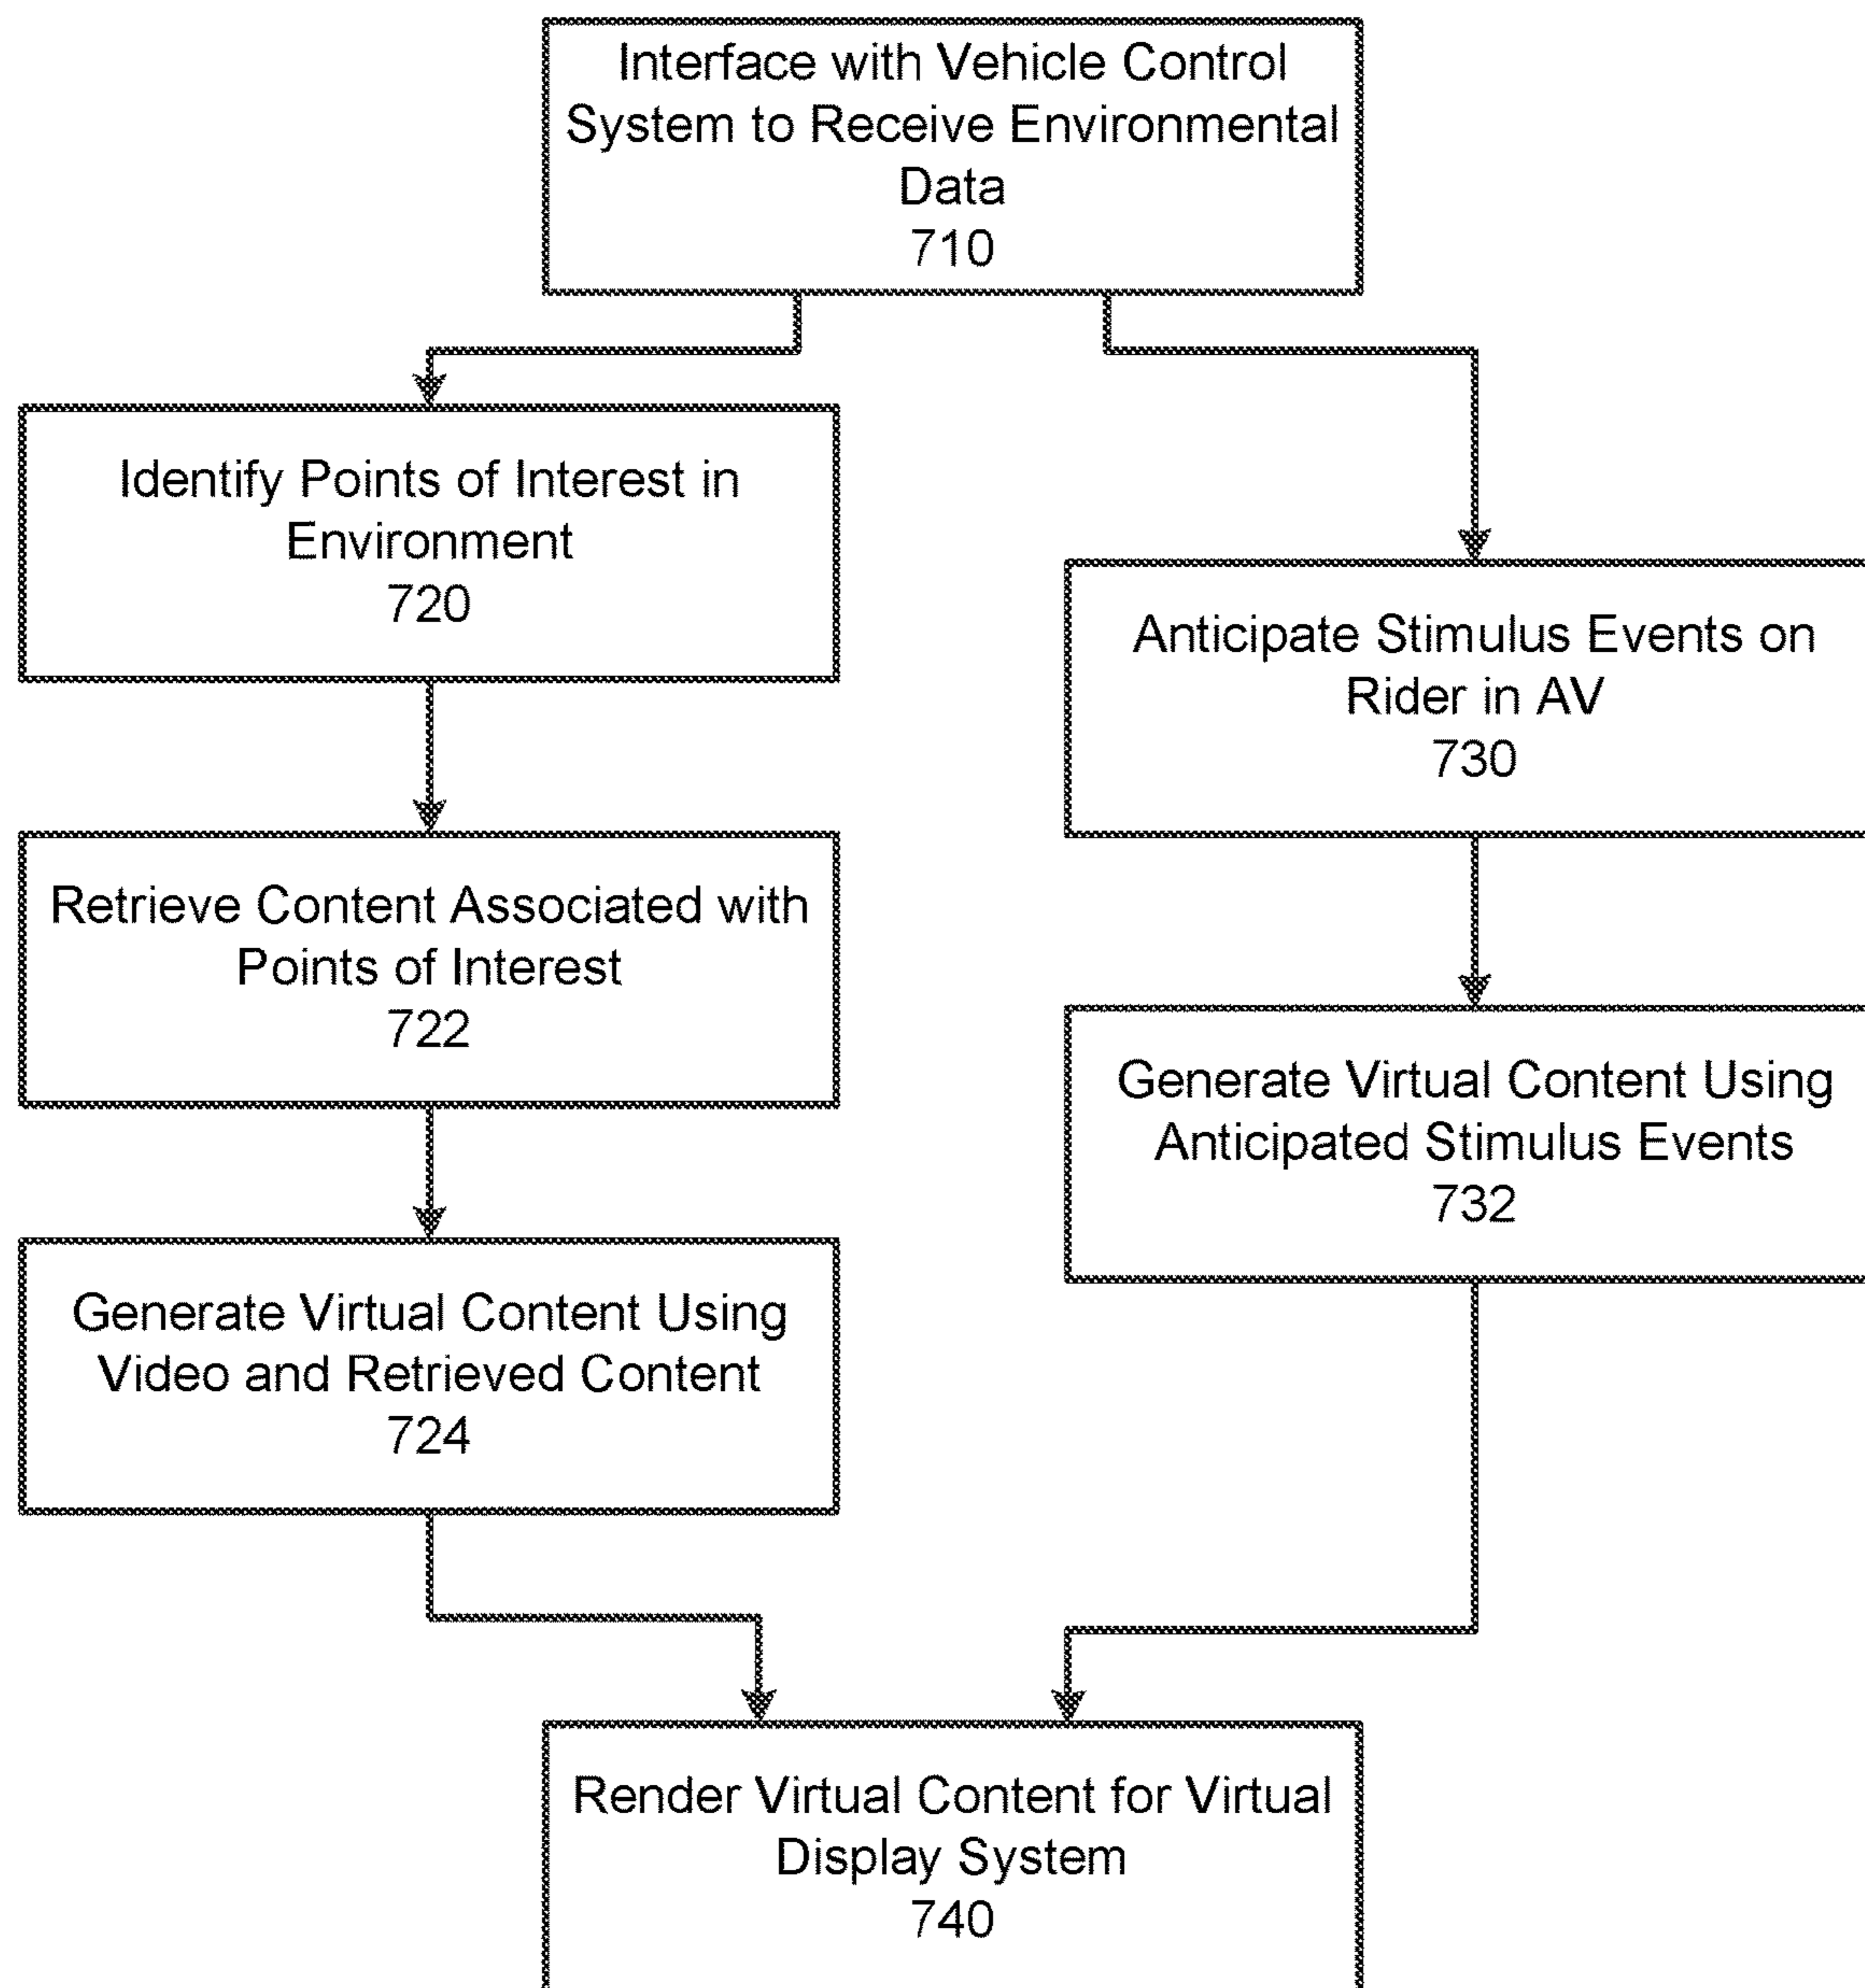 Interface with Vehicle Control
System to Receive Environmental
Data
710
Identify Points of Interest in
Environment
720
Anticipate Stimulus Events on
Rider in AV
730
Retrieve Content Associated with
Points of Interest
722
Generate Virtual Content Using
Anticipated Stimulus Events
732
Generate Virtual Content Using
Video and Retrieved Content
724
Render Virtual Content for Virtual
Display System
740